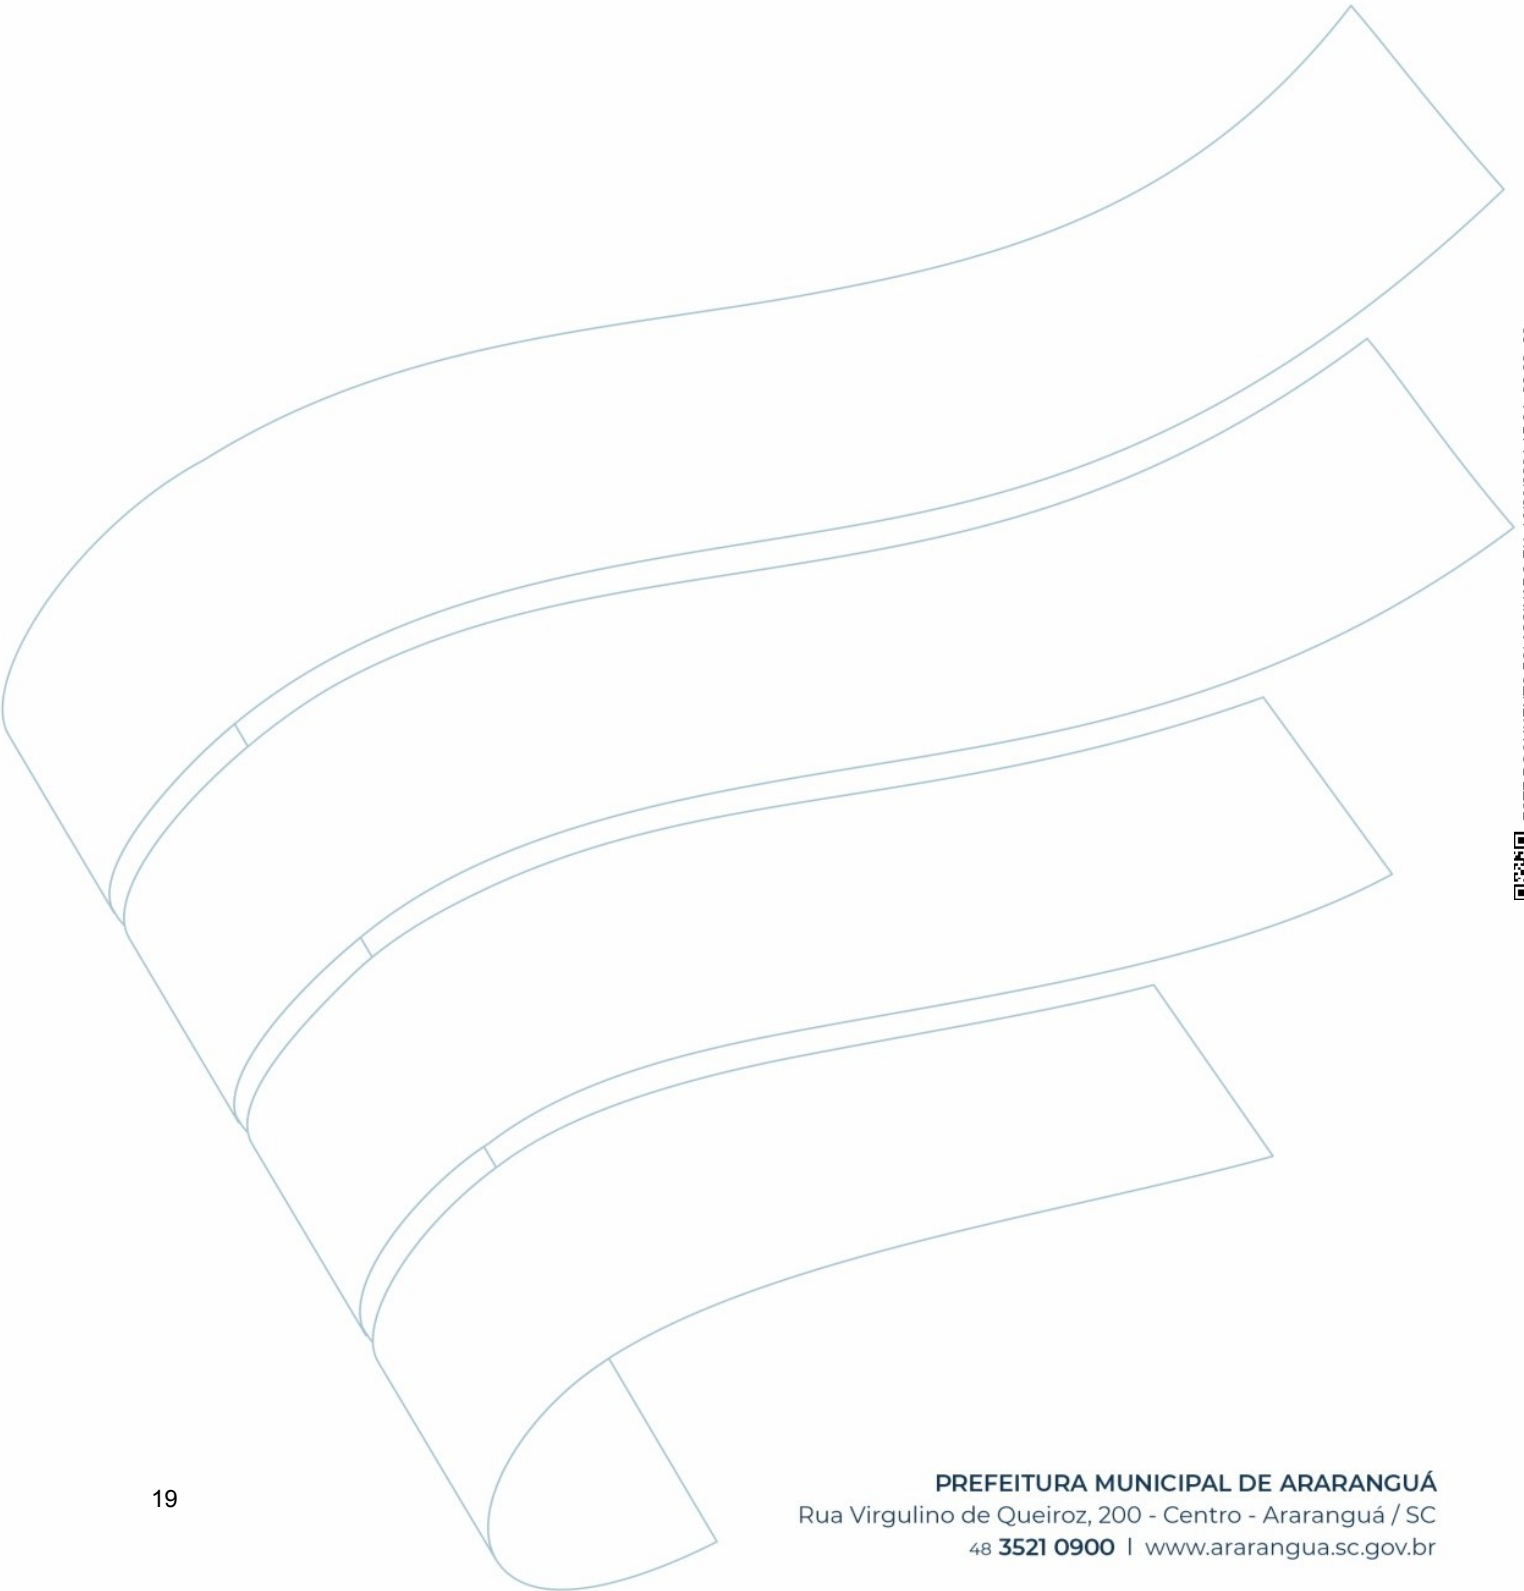 19
PREFEITURA MUNICIPAL DE ARARANGUÁ
Rua Virgulino de Queiroz, 200 - Centro - Araranguá / SC
48 3521 0900 | www.ararangua.sc.gov.br